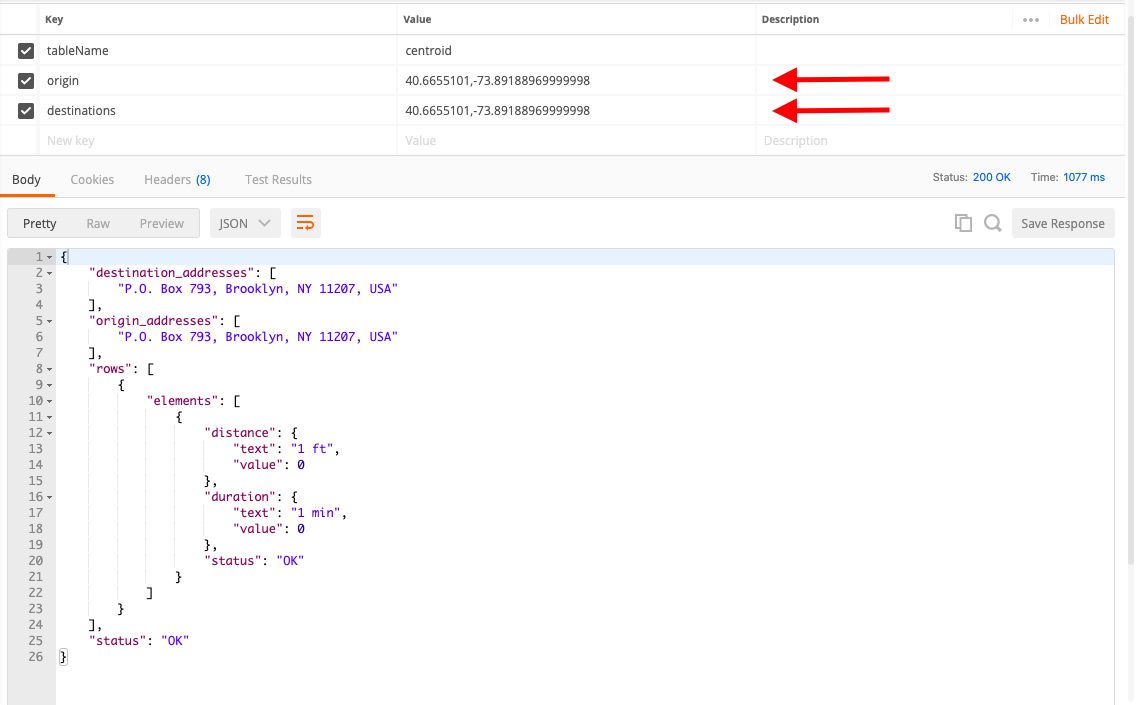 Key Value Description ••• Bulk Edit
tableName centroid
origin 40.6655101,-73.89188969999998
destinations 40.6655101,-73.89188969999998
New key Value Description
Body Cookies Headers (8) Test Results Status: 200 OK Time: 1077 ms
Pretty Raw Preview JSON Save Response
1 {
2 "destination_addresses": [
3 "P.O. Box 793, Brooklyn, NY 11207, USA"
4 ],
5 "origin_addresses": [
6 "P.O. Box 793, Brooklyn, NY 11207, USA"
7 ],
8 "rows": [
9 {
10 "elements": [
11 {
12 "distance": {
13 "text": "1 ft",
14 "value": 0
15 },
16 "duration": {
17 "text": "1 min",
18 "value": 0
19 },
20 "status": "OK"
21 }
22 ]
23 }
24 ],
25 "status": "OK"
26 }